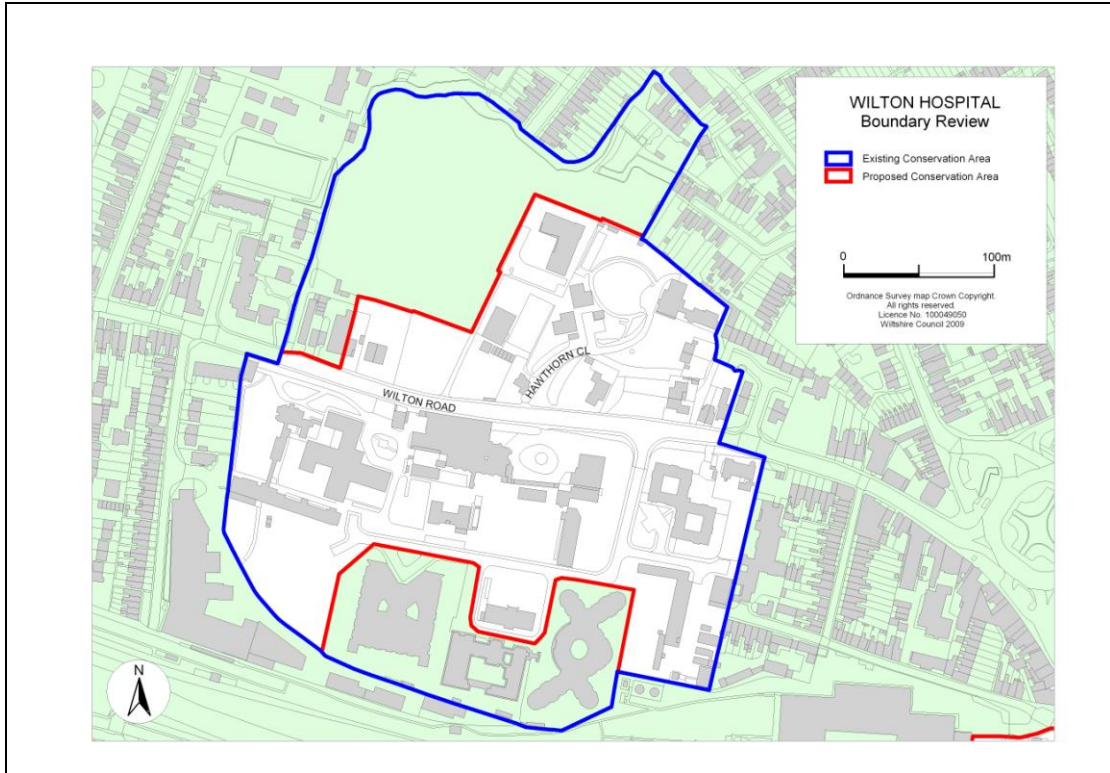 WILTON HOSPITAL
Boundary Review
Existing Conservation Area
Proposed Conservation Area
0 100m
Ordnance Survey map Crown Copyright.
All rights reserved.
Licence No. 100049050
Wiltshire Council 2009
HAWTHORN CL
WILTON ROAD
N